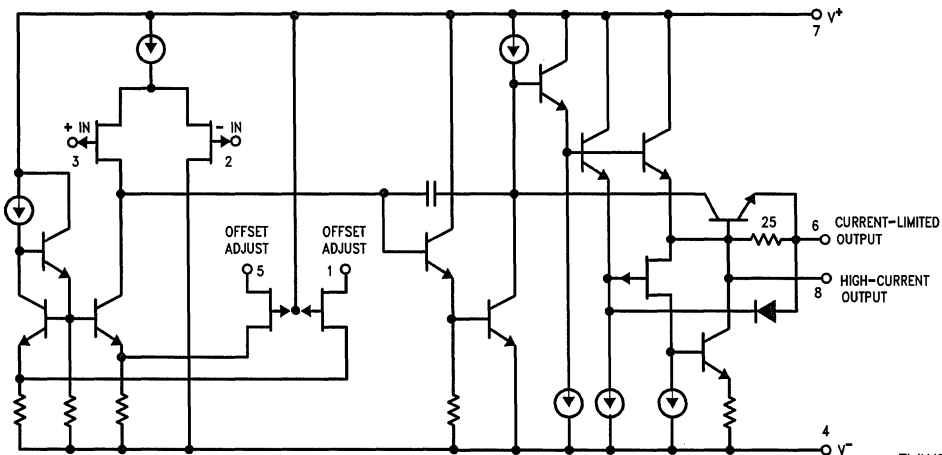 V+
7
+ IN
3
- IN
2
OFFSET
ADJUST
5
OFFSET
ADJUST
1
25
6
CURRENT-LIMITED
OUTPUT
8
HIGH-CURRENT
OUTPUT
4
V-